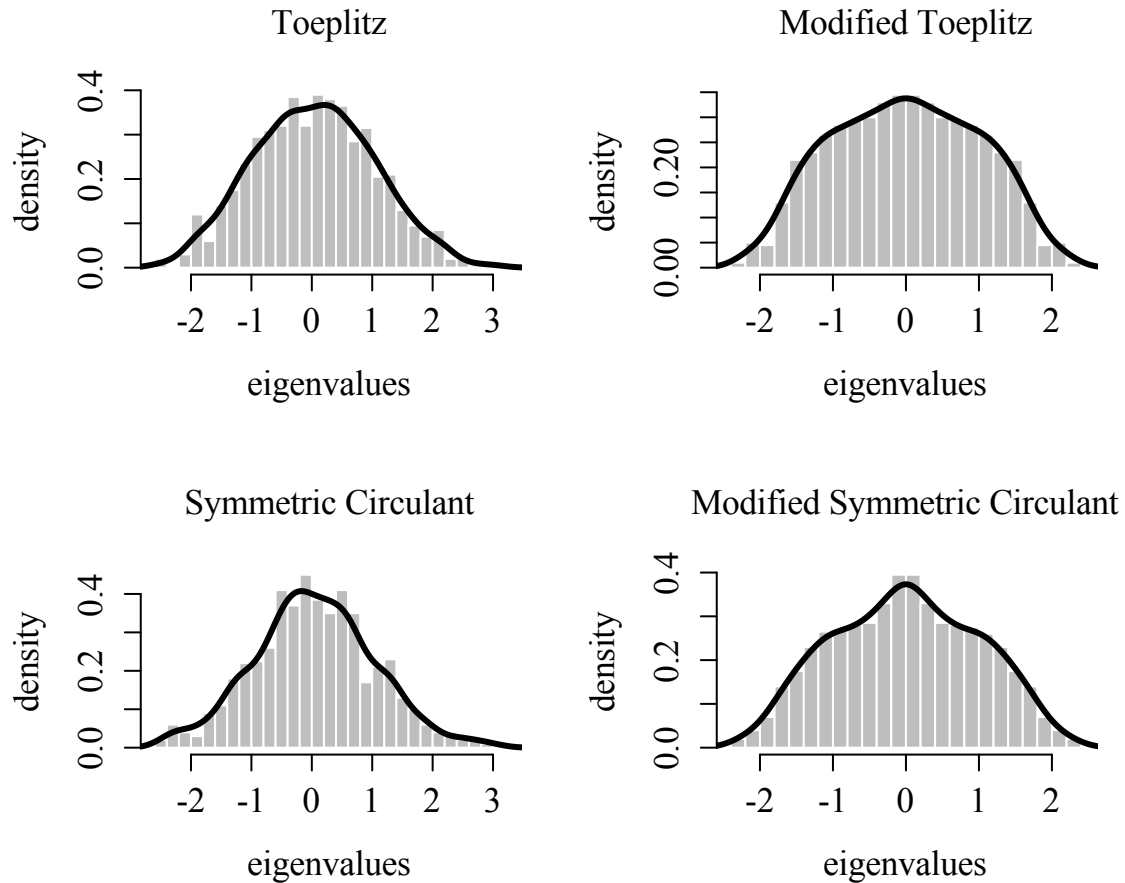 Toeplitz
density
0.0 0.2 0.4
-2 -1 0 1 2 3
eigenvalues
Modified Toeplitz
density
0.00 0.20
-2 -1 0 1 2
eigenvalues
Symmetric Circulant
density
0.0 0.2 0.4
-2 -1 0 1 2 3
eigenvalues
Modified Symmetric Circulant
density
0.0 0.2 0.4
-2 -1 0 1 2
eigenvalues